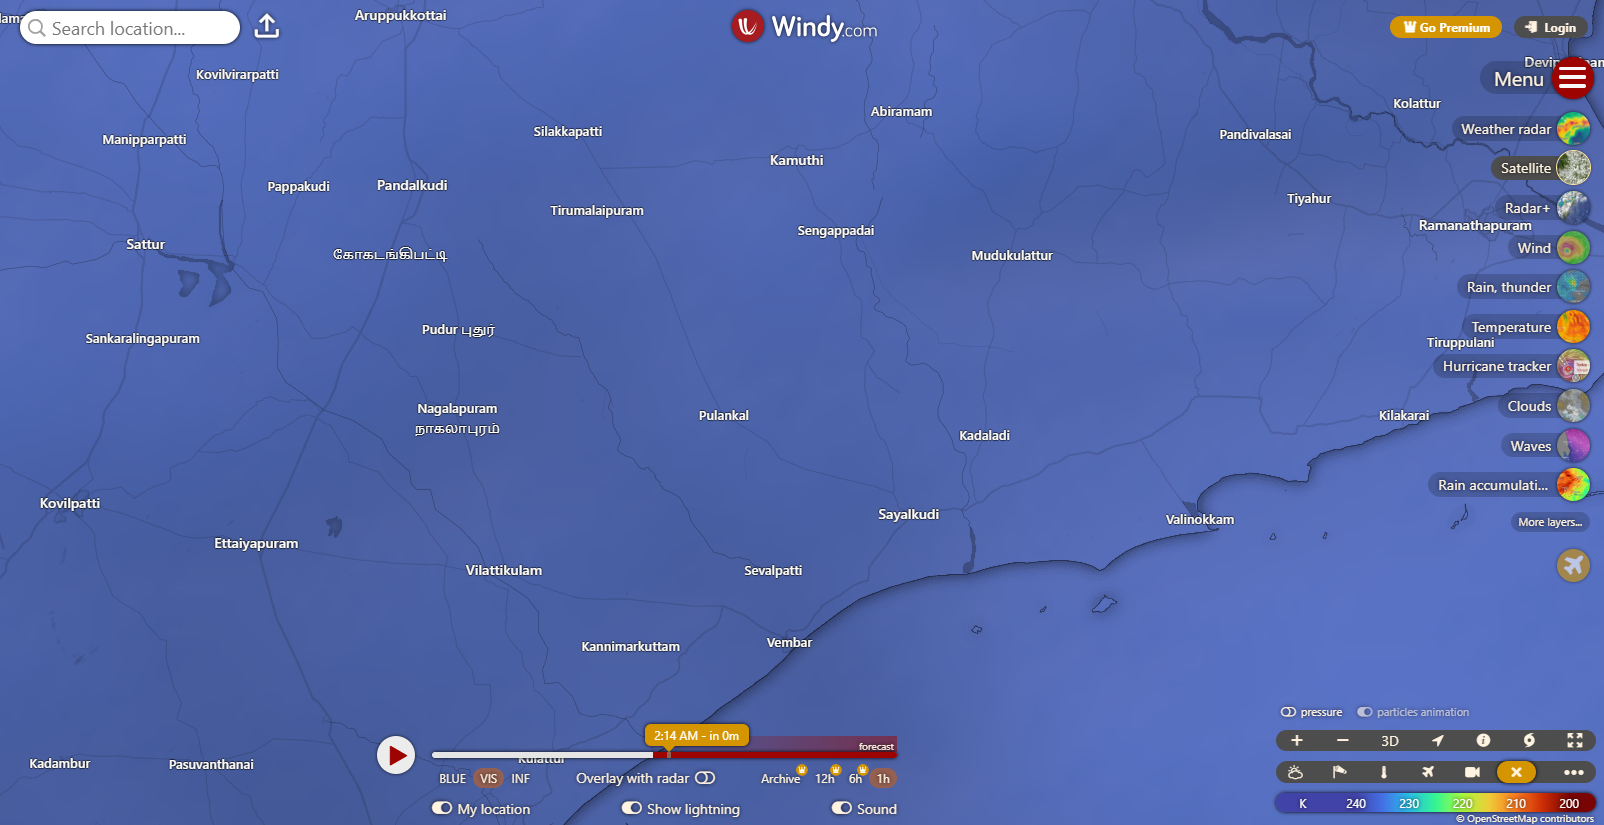 Aruppukkottai
Search location...
Windy.com
Go Premium
Login
Menu
Kovilvirarpatti
Kolattur
Abiramam
Silakkapatti
Weather radar
Pandivalasai
Manipparpatti
Kamuthi
Satellite
Pappakudi
Pandalkudi
Tiyahur
Radar+
Tirumalaipuram
Ramanathapuram
Sengappadai
Sattur
Wind
கோகடங்கிபட்டி
Mudukulattur
Rain, thunder
Temperature
Pudur புதுர்
Sankaralingapuram
Tiruppulani
Hurricane tracker
Clouds
Nagalapuram
நாகலாபுரம்
Pulankal
Kilakarai
Kadaladi
Waves
Rain accumulati...
Kovilpatti
Sayalkudi
Valinokkam
More layers...
Ettaiyapuram
Vilattikulam
Sevalpatti
Vembar
Kannimarkuttam
pressure
particles animation
2:14 AM - in 0m
forecast
+ − 3D
Kadambur
Pasuvanthanai
Kulattur
BLUE VIS INF
Overlay with radar
Archive 12h 6h 1h
My location
Show lightning
Sound
K 240 230 220 210 200
© OpenStreetMap contributors